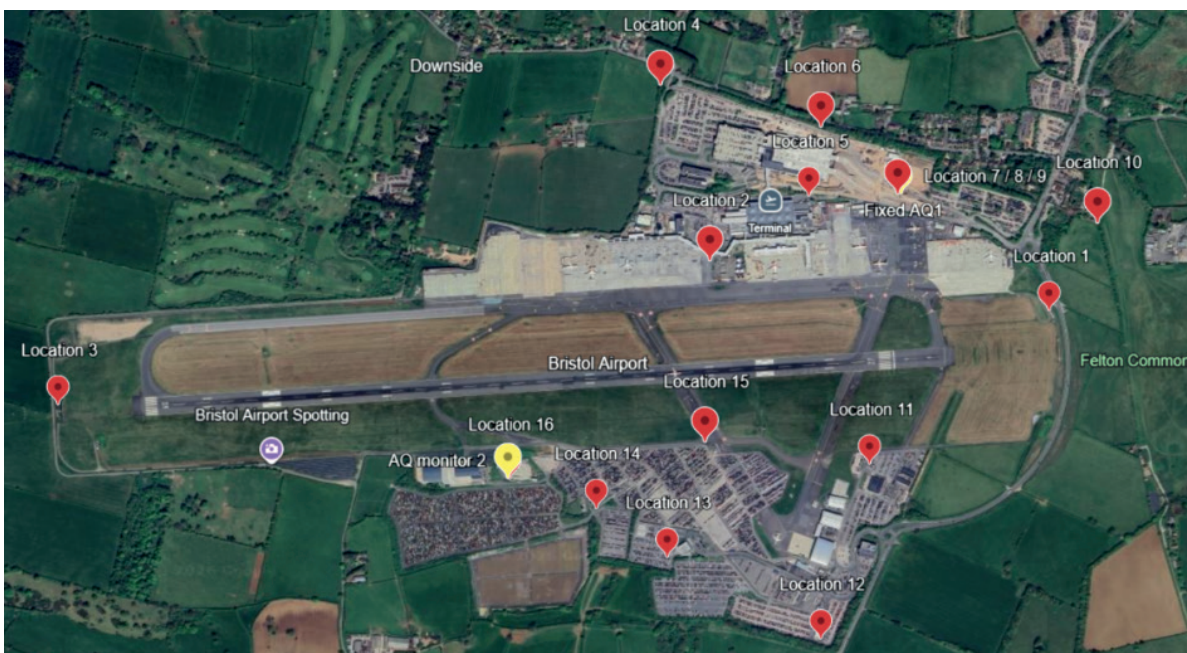 Location 4
Downside
Location 6
Location 5
Location 10
Location 7 / 8 / 9
Location 2
Fixed AQ1
Terminal
Location 1
Location 3
Bristol Airport
Felton Common
Location 15
Bristol Airport Spotting
Location 11
Location 16
AQ monitor 2
Location 14
Location 13
Location 12